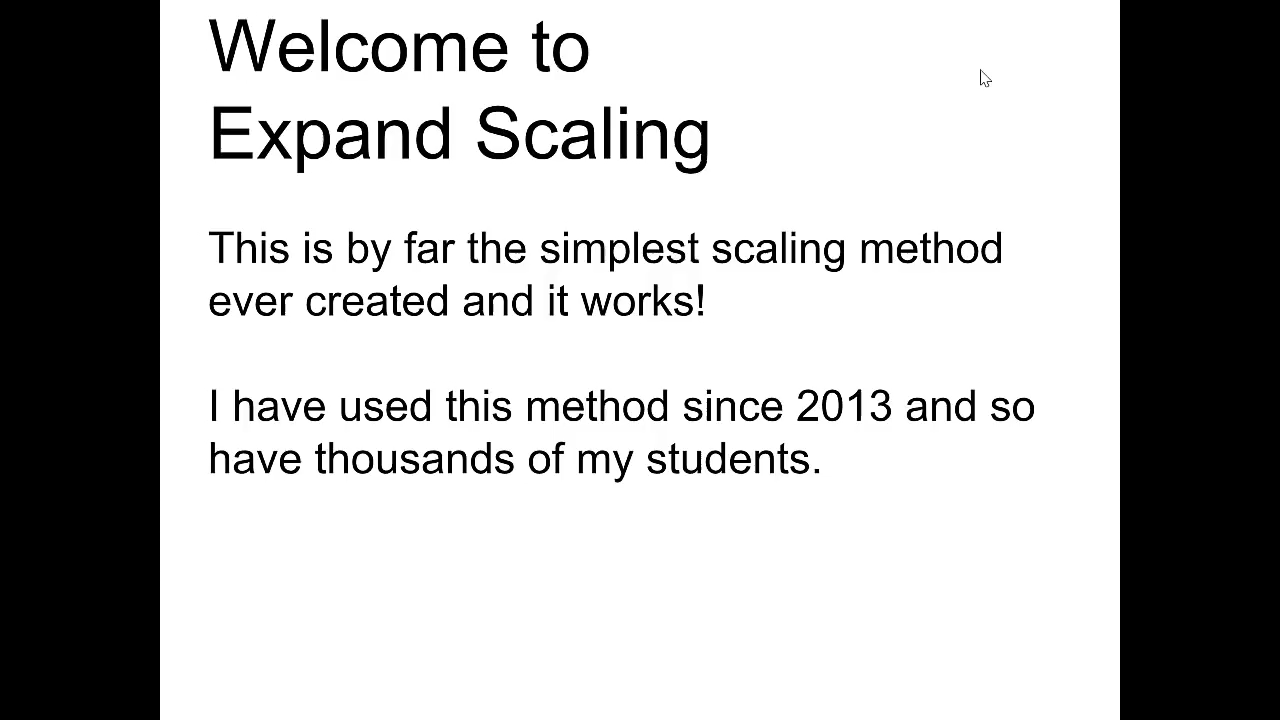 Welcome to
Expand Scaling
This is by far the simplest scaling method
ever created and it works!
I have used this method since 2013 and so
have thousands of my students.